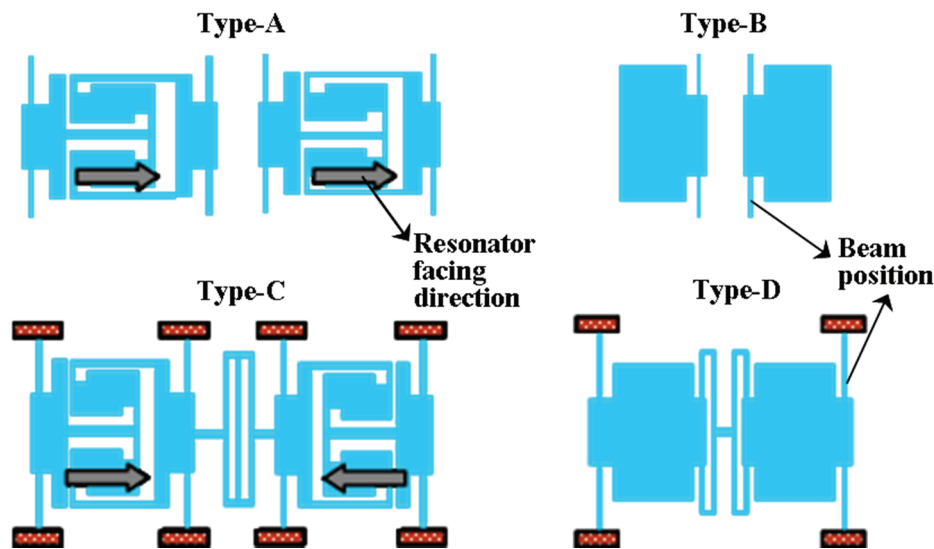 Type-A
Type-B
Resonator
facing
direction
Beam
position
Type-C
Type-D